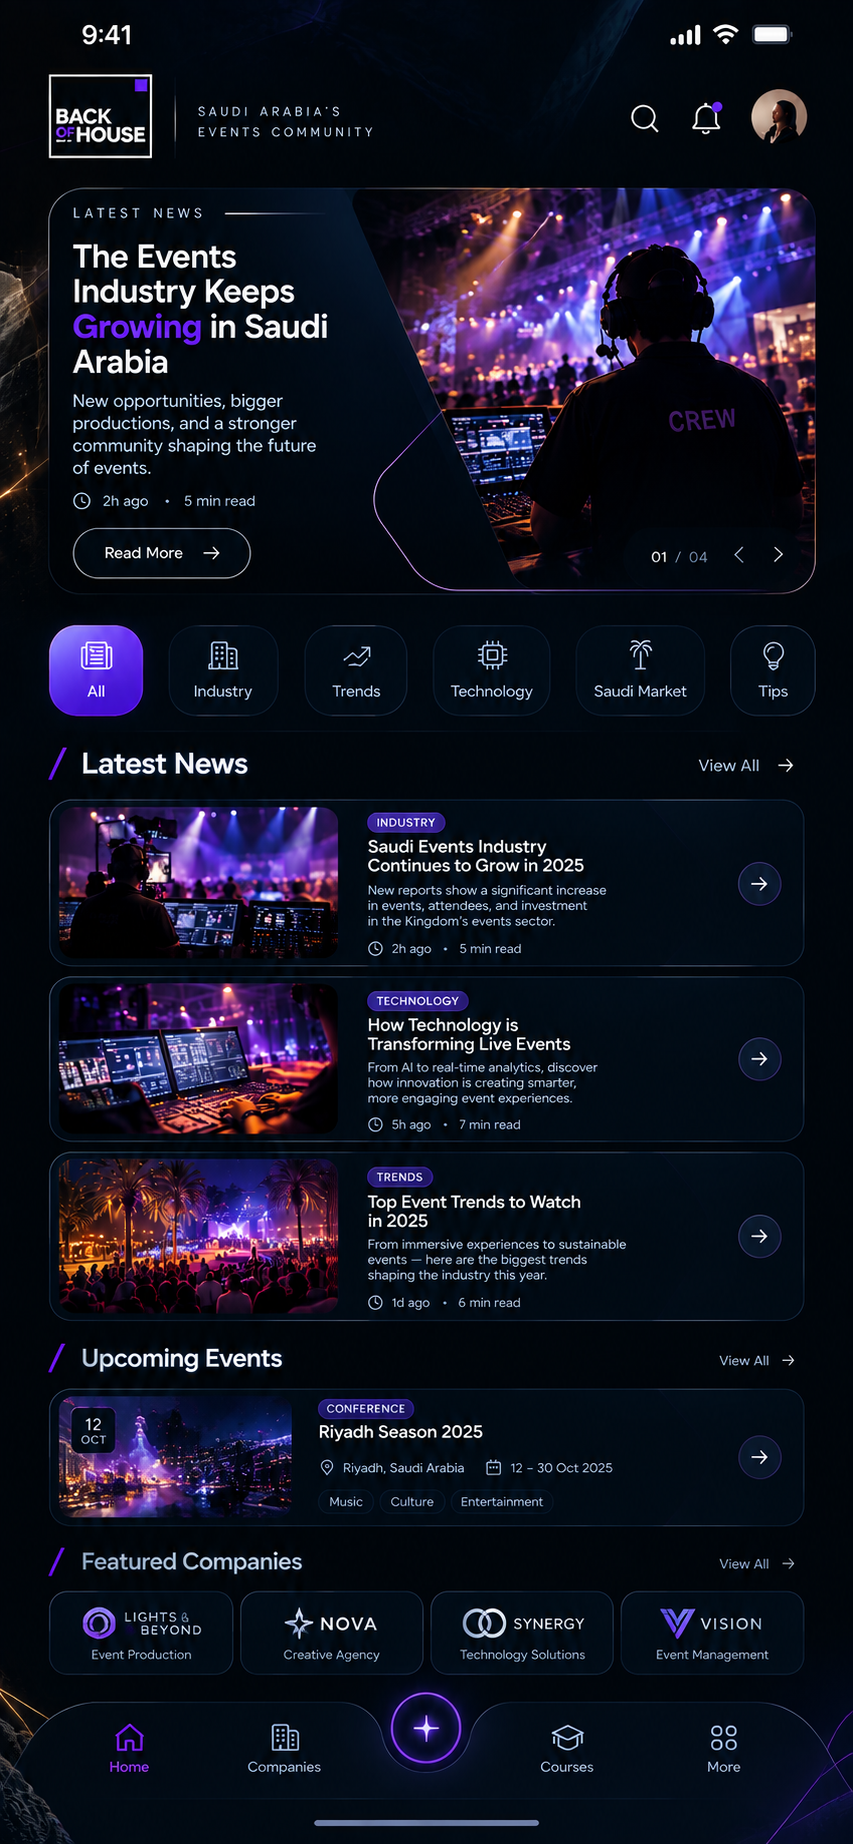 9:41
BACK
OF HOUSE
SAUDI ARABIA'S
EVENTS COMMUNITY
LATEST NEWS
The Events
Industry Keeps
Growing in Saudi
Arabia
New opportunities, bigger
productions, and a stronger
community shaping the future
of events.
2h ago • 5 min read
Read More →
CREW
01 / 04
All
Industry
Trends
Technology
Saudi Market
Tips
Latest News
View All →
INDUSTRY
Saudi Events Industry
Continues to Grow in 2025
New reports show a significant increase
in events, attendees, and investment
in the Kingdom's events sector.
2h ago • 5 min read
TECHNOLOGY
How Technology is
Transforming Live Events
From AI to real-time analytics, discover
how innovation is creating smarter,
more engaging event experiences.
5h ago • 7 min read
TRENDS
Top Event Trends to Watch
in 2025
From immersive experiences to sustainable
events — here are the biggest trends
shaping the industry this year.
1d ago • 6 min read
Upcoming Events
View All →
12
OCT
CONFERENCE
Riyadh Season 2025
Riyadh, Saudi Arabia
12 – 30 Oct 2025
Music
Culture
Entertainment
Featured Companies
View All →
LIGHTS &
BEYOND
Event Production
NOVA
Creative Agency
SYNERGY
Technology Solutions
VISION
Event Management
Home
Companies
Courses
More